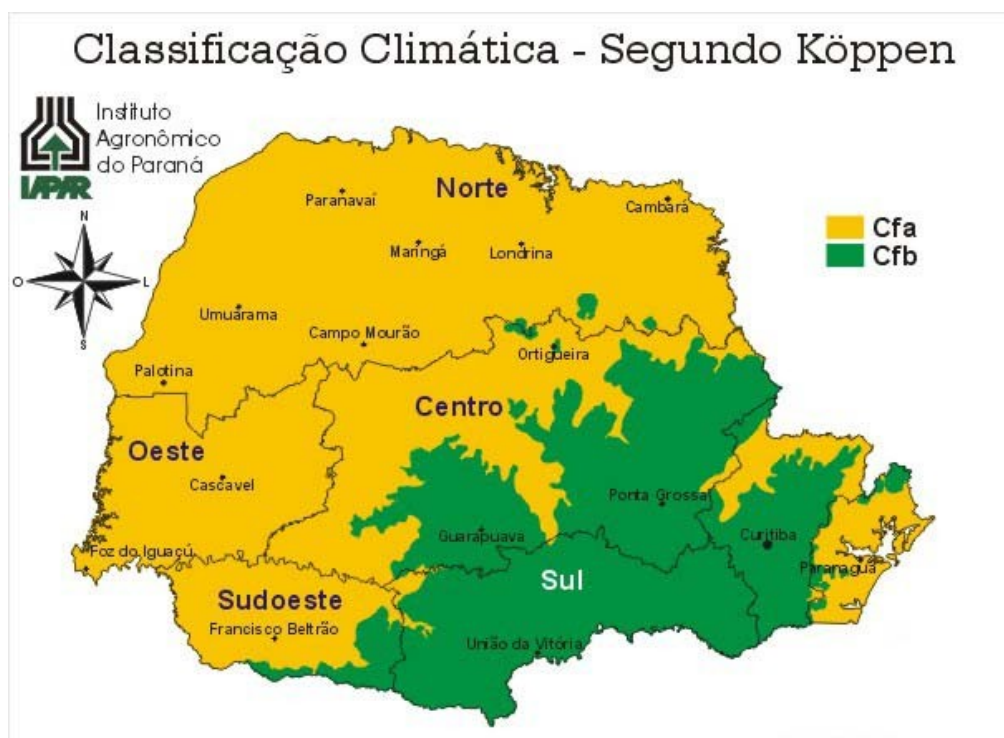 Classificação Climática - Segundo Köppen
Instituto
Agronômico
do Paraná
IAPAR
N
O
L
S
Cfa
Cfb
Norte
Paranavaí
Cambará
Maringá
Londrina
Umuarama
Campo Mourão
Ortigueira
Palotina
Centro
Oeste
Cascavel
Ponta Grossa
Guarapuava
Curitiba
Foz do Iguaçú
Paranaguá
Sul
Sudoeste
Francisco Beltrão
União da Vitória